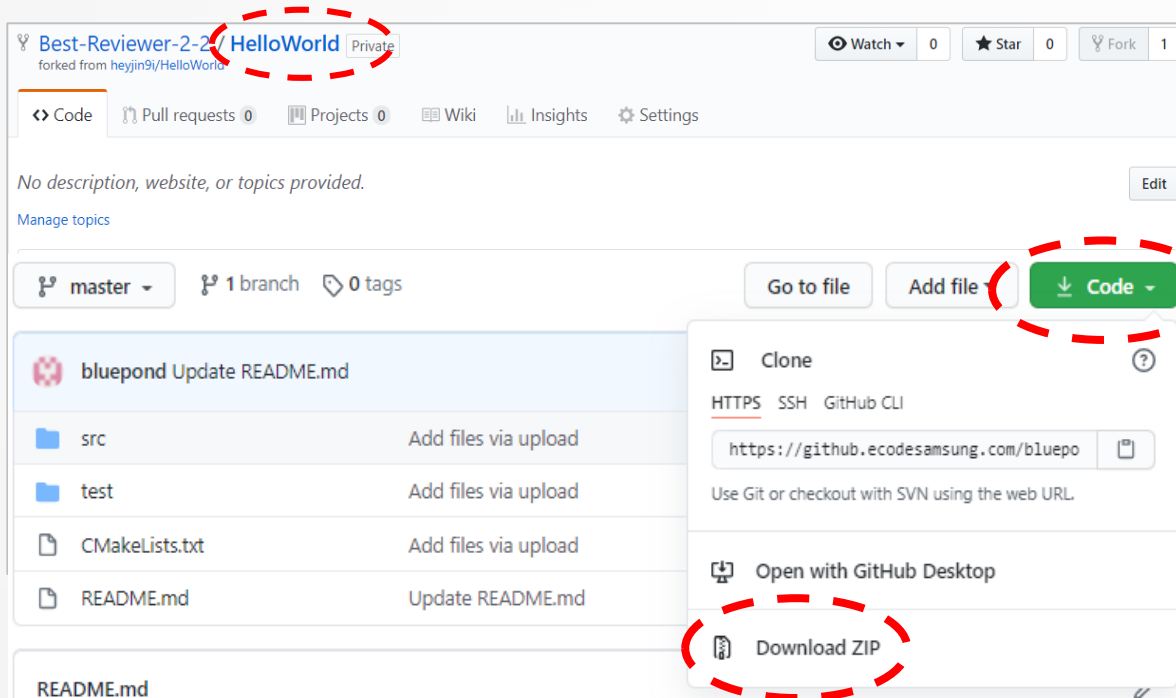 Best-Reviewer-2-2 / HelloWorld Private Watch 0 Star 0 Fork 1
forked from heyjin9i/HelloWorld
<> Code Pull requests 0 Projects 0 Wiki Insights Settings
No description, website, or topics provided. Edit
Manage topics
master 1 branch 0 tags Go to file Add file Code
bluepond Update README.md
src Add files via upload
test Add files via upload
CMakeLists.txt Add files via upload
README.md Update README.md
README.md
Clone
HTTPS SSH GitHub CLI
https://github.ecodesamsung.com/bluepo
Use Git or checkout with SVN using the web URL.
Open with GitHub Desktop
Download ZIP